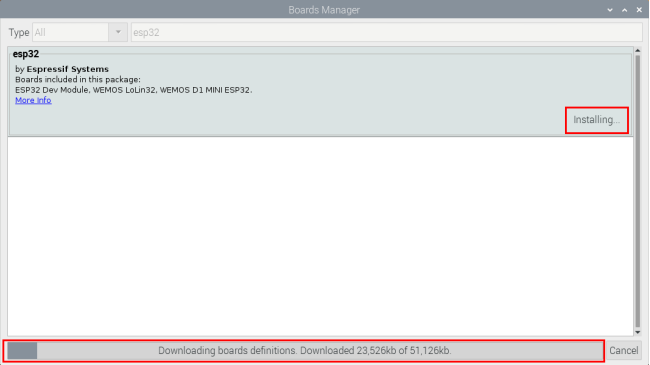 Boards Manager
Type All esp32
esp32
by Espressif Systems
Boards included in this package:
ESP32 Dev Module, WEMOS LoLin32, WEMOS D1 MINI ESP32.
More Info
Installing...
Downloading boards definitions. Downloaded 23,526kb of 51,126kb. Cancel